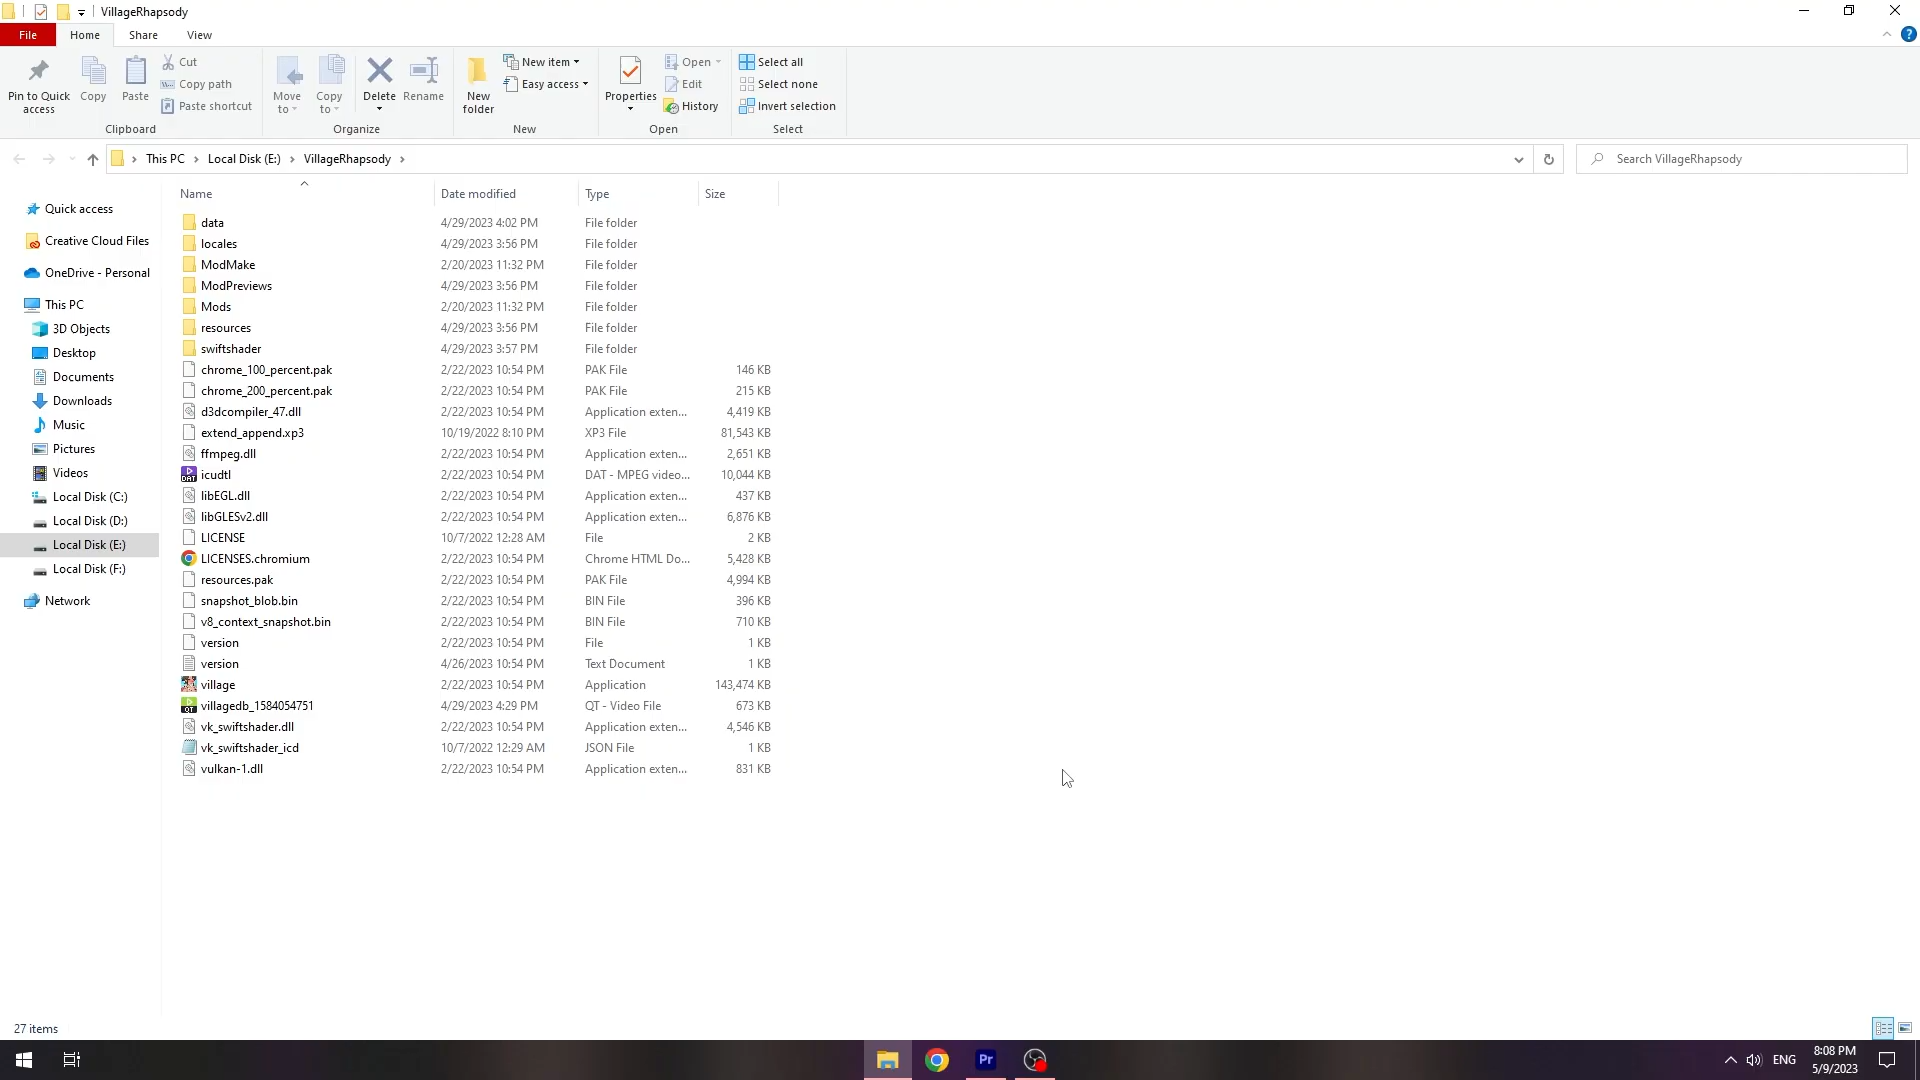 VillageRhapsody
File Home Share View
Pin to Quick access
Copy
Paste
Cut
Copy path
Paste shortcut
Clipboard
Move to
Copy to
Delete
Rename
Organize
New folder
New item
Easy access
New
Properties
Open
Edit
History
Open
Select all
Select none
Invert selection
Select
This PC > Local Disk (E:) > VillageRhapsody >
Search VillageRhapsody
Quick access
Creative Cloud Files
OneDrive - Personal
This PC
3D Objects
Desktop
Documents
Downloads
Music
Pictures
Videos
Local Disk (C:)
Local Disk (D:)
Local Disk (E:)
Local Disk (F:)
Network
Name Date modified Type Size
data 4/29/2023 4:02 PM File folder
locales 4/29/2023 3:56 PM File folder
ModMake 2/20/2023 11:32 PM File folder
ModPreviews 4/29/2023 3:56 PM File folder
Mods 2/20/2023 11:32 PM File folder
resources 4/29/2023 3:56 PM File folder
swiftshader 4/29/2023 3:57 PM File folder
chrome_100_percent.pak 2/22/2023 10:54 PM PAK File 146 KB
chrome_200_percent.pak 2/22/2023 10:54 PM PAK File 215 KB
d3dcompiler_47.dll 2/22/2023 10:54 PM Application exten... 4,419 KB
extend_append.xp3 10/19/2022 8:10 PM XP3 File 81,543 KB
ffmpeg.dll 2/22/2023 10:54 PM Application exten... 2,651 KB
icudtl 2/22/2023 10:54 PM DAT - MPEG video... 10,044 KB
libEGL.dll 2/22/2023 10:54 PM Application exten... 437 KB
libGLESv2.dll 2/22/2023 10:54 PM Application exten... 6,876 KB
LICENSE 10/7/2022 12:28 AM File 2 KB
LICENSES.chromium 2/22/2023 10:54 PM Chrome HTML Do... 5,428 KB
resources.pak 2/22/2023 10:54 PM PAK File 4,994 KB
snapshot_blob.bin 2/22/2023 10:54 PM BIN File 396 KB
v8_context_snapshot.bin 2/22/2023 10:54 PM BIN File 710 KB
version 2/22/2023 10:54 PM File 1 KB
version 4/26/2023 10:54 PM Text Document 1 KB
village 2/22/2023 10:54 PM Application 143,474 KB
villagedb_1584054751 4/29/2023 4:29 PM QT - Video File 673 KB
vk_swiftshader.dll 2/22/2023 10:54 PM Application exten... 4,546 KB
vk_swiftshader_icd 10/7/2022 12:29 AM JSON File 1 KB
vulkan-1.dll 2/22/2023 10:54 PM Application exten... 831 KB
27 items
Pr
ENG
8:08 PM
5/9/2023